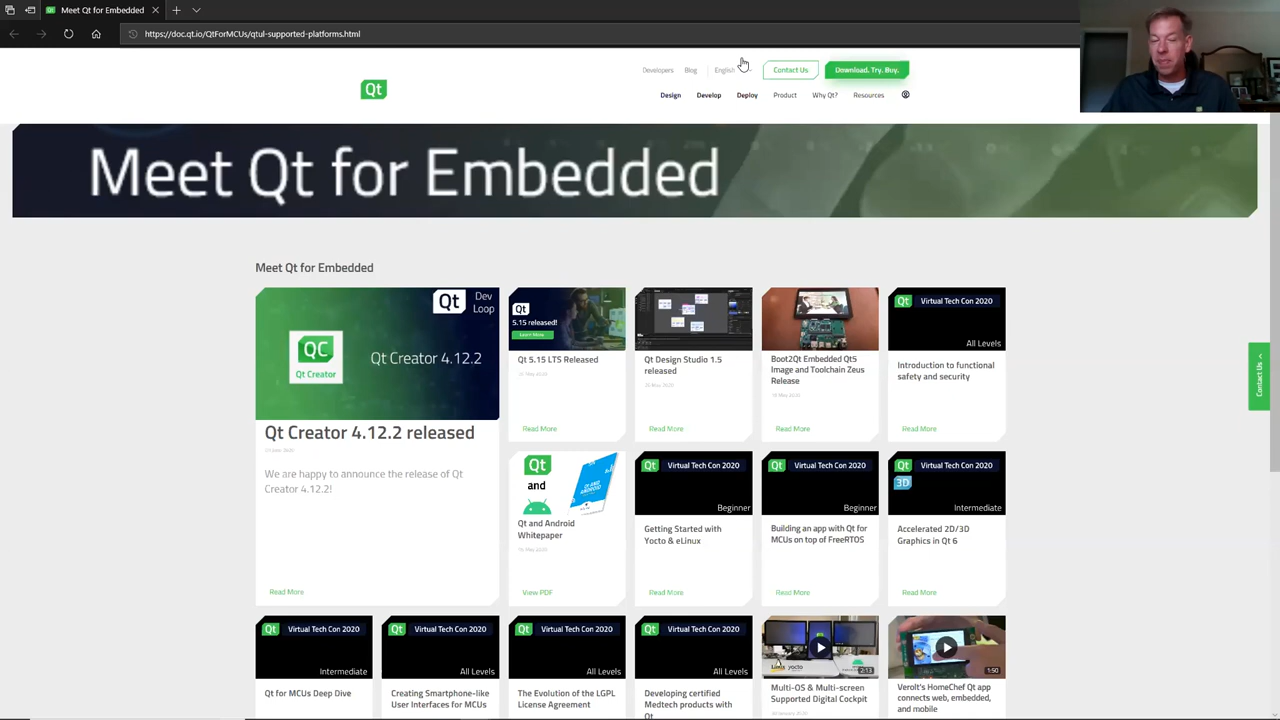 Meet Qt for Embedded
https://doc.qt.io/QtForMCUs/qtul-supported-platforms.html
Developers Blog English Contact Us Download. Try. Buy.
Qt
Design Develop Deploy Product Why Qt? Resources
Meet Qt for Embedded
Meet Qt for Embedded
Qt Dev Loop
QC
Qt Creator
Qt Creator 4.12.2
Qt Creator 4.12.2 released
We are happy to announce the release of Qt
Creator 4.12.2!
Read More
Qt
5.15 released!
Learn More
Qt 5.15 LTS Released
Read More
Qt Design Studio 1.5
released
Read More
Boot2Qt Embedded Qt5
Image and Toolchain Zeus
Release
Read More
Qt Virtual Tech Con 2020
All Levels
Introduction to functional
safety and security
Read More
Contact Us
Qt
and
QT AND ANDROID
Qt and Android
Whitepaper
View PDF
Qt Virtual Tech Con 2020
Beginner
Getting Started with
Yocto & eLinux
Read More
Qt Virtual Tech Con 2020
Beginner
Building an app with Qt for
MCUs on top of FreeRTOS
Read More
Qt Virtual Tech Con 2020
3D
Intermediate
Accelerated 2D/3D
Graphics in Qt 6
Read More
Qt Virtual Tech Con 2020
Intermediate
Qt for MCUs Deep Dive
Qt Virtual Tech Con 2020
All Levels
Creating Smartphone-like
User Interfaces for MCUs
Qt Virtual Tech Con 2020
All Levels
The Evolution of the LGPL
License Agreement
Qt Virtual Tech Con 2020
All Levels
Developing certified
Medtech products with
Qt
yocto
2:13
Multi-OS & Multi-screen
Supported Digital Cockpit
1:50
Verolt's HomeChef Qt app
connects web, embedded,
and mobile